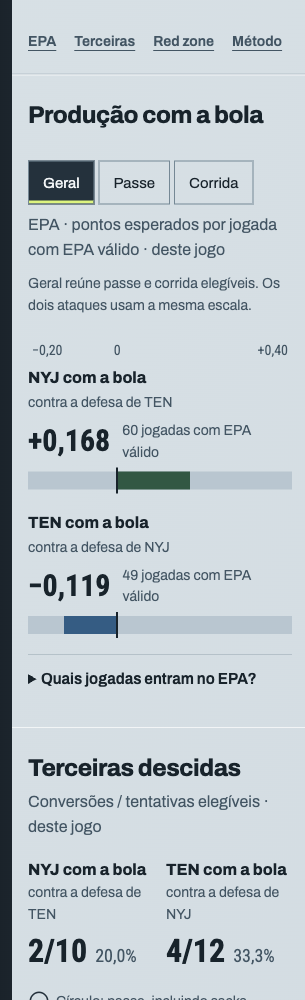 EPA Terceiras Red zone Método
Produção com a bola
Geral Passe Corrida
EPA · pontos esperados por jogada
com EPA válido · deste jogo
Geral reúne passe e corrida elegíveis. Os
dois ataques usam a mesma escala.
−0,20 0 +0,40
NYJ com a bola
contra a defesa de TEN
+0,168 60 jogadas com EPA
válido
TEN com a bola
contra a defesa de NYJ
−0,119 49 jogadas com EPA
válido
Quais jogadas entram no EPA?
Terceiras descidas
Conversões / tentativas elegíveis ·
deste jogo
NYJ com a bola
contra a defesa de
TEN
2/10 20,0%
TEN com a bola
contra a defesa de
NYJ
4/12 33,3%